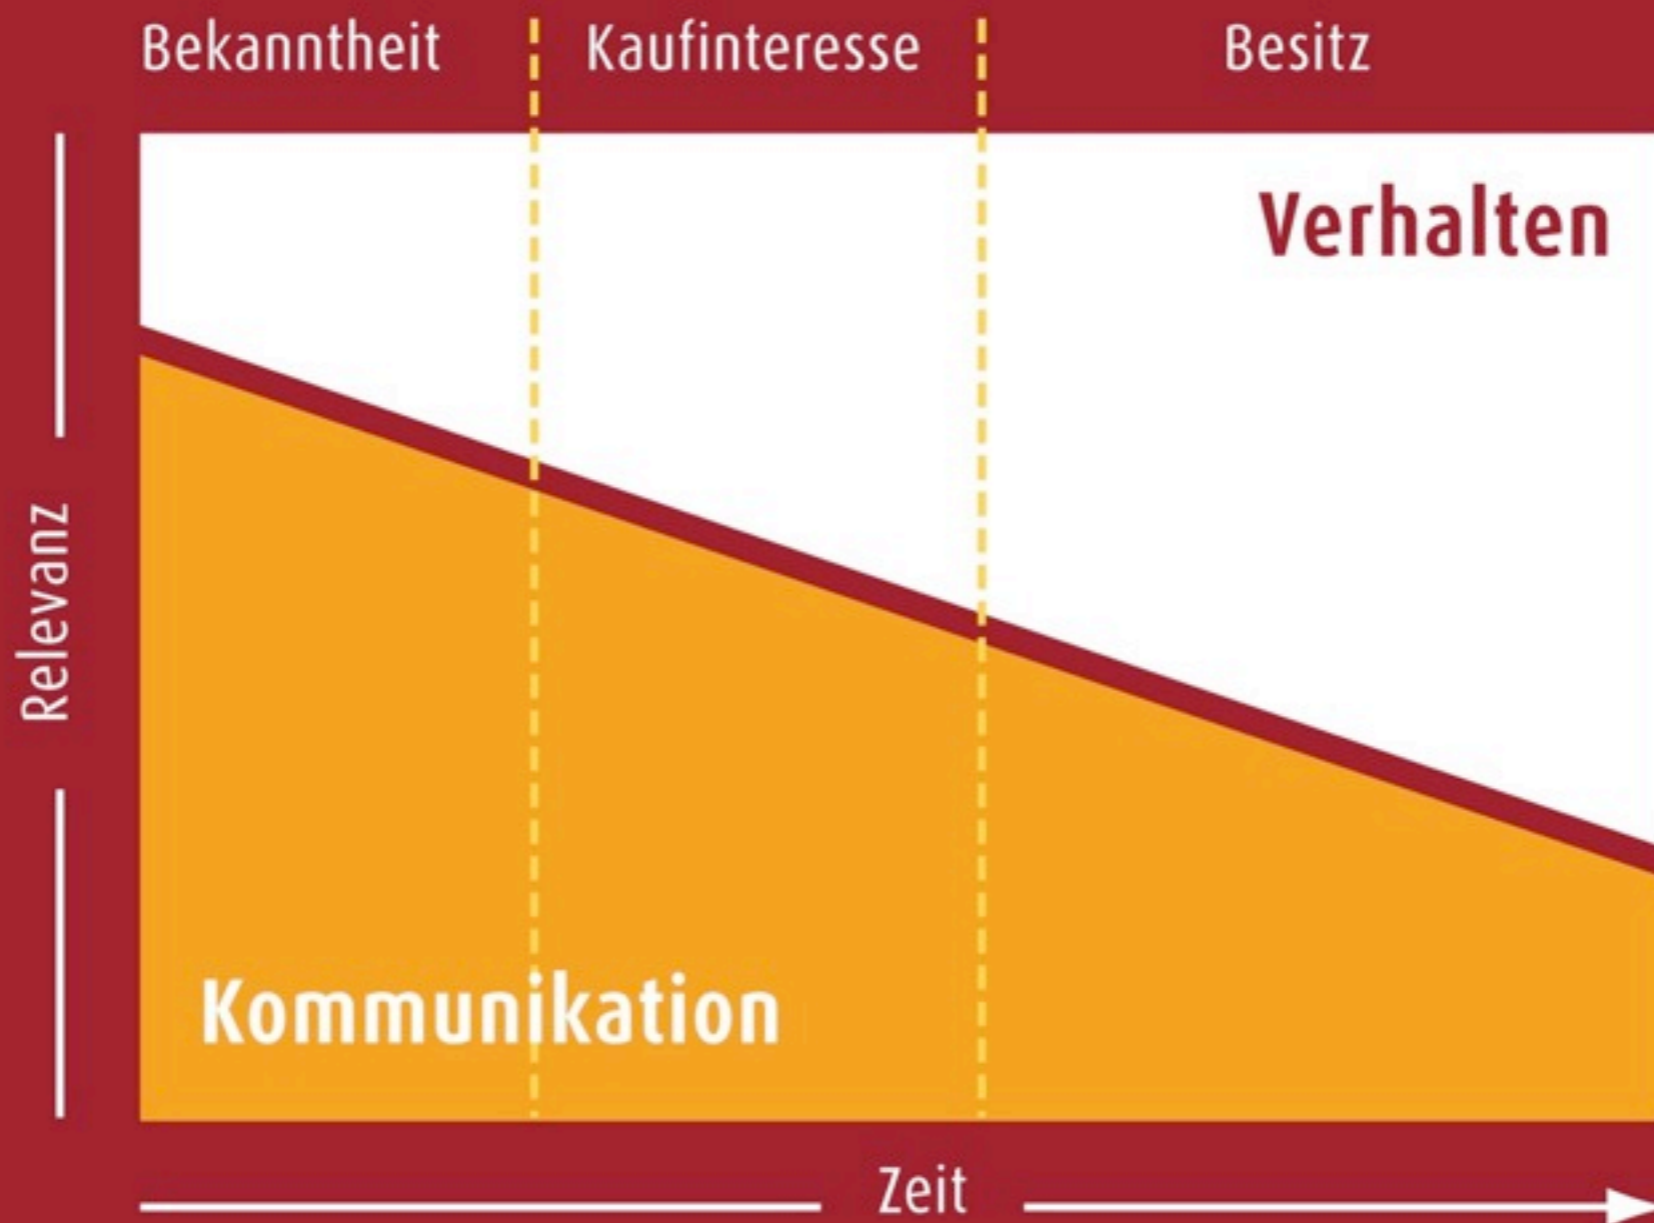 Bekanntheit
Kaufinteresse
Besitz
Verhalten
Relevanz
Kommunikation
Zeit